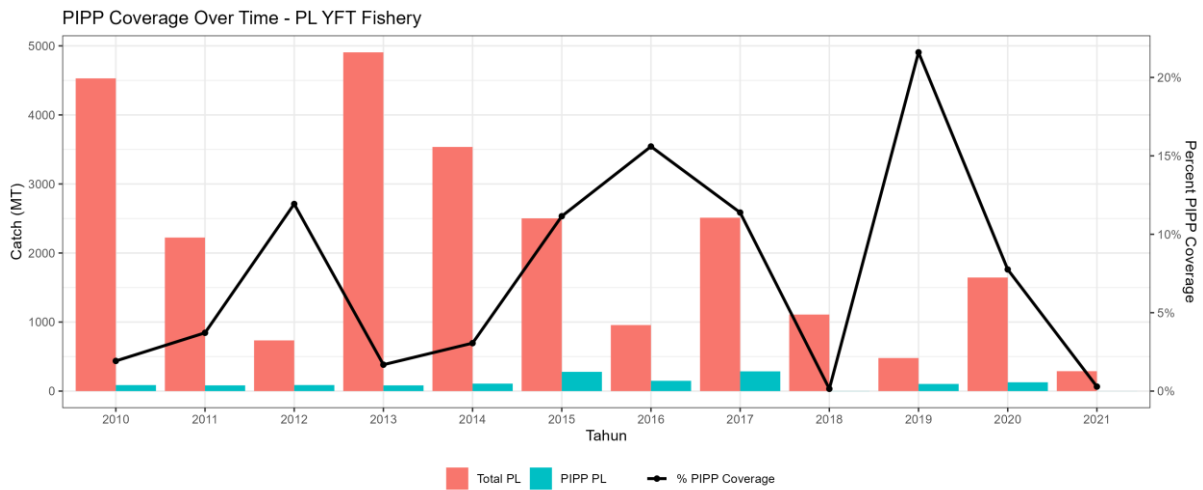 PIPP Coverage Over Time - PL YFT Fishery
5000
4000
3000
2000
1000
0
Catch (MT)
20%
15%
10%
5%
0%
Percent PIPP Coverage
2010 2011 2012 2013 2014 2015 2016 2017 2018 2019 2020 2021
Tahun
Total PL PIPP PL % PIPP Coverage